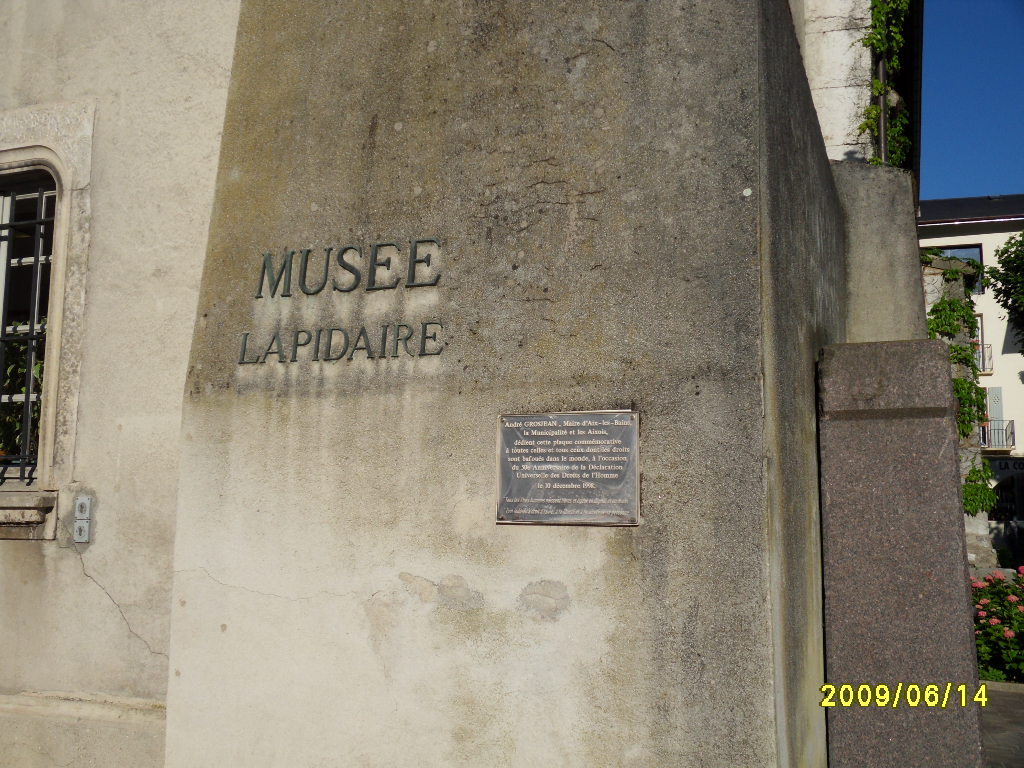 MUSEE
LAPIDAIRE
André GROSJEAN, Maire d'Aix-les-Bains,
la Municipalité et les Aixois,
dédient cette plaque commémorative
à toutes celles et tous ceux dont les droits
sont bafoués dans le monde, à l'occasion
du 50e Anniversaire de la Déclaration
Universelle des Droits de l'Homme
le 10 décembre 1998.
LA CO
2009/06/14